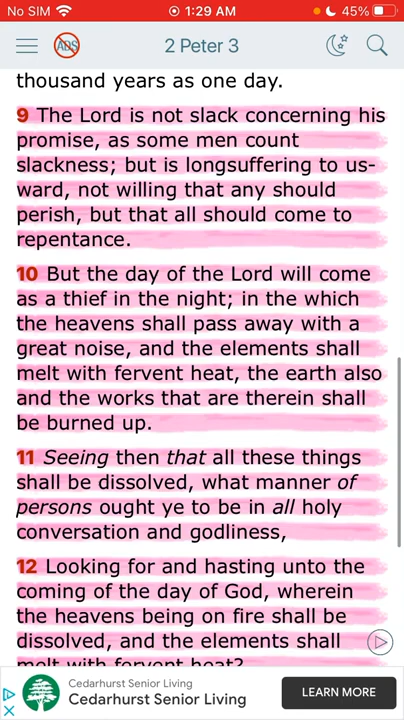 No SIM 1:29 AM 45%
ADS 2 Peter 3
thousand years as one day.
9 The Lord is not slack concerning his
promise, as some men count
slackness; but is longsuffering to us-
ward, not willing that any should
perish, but that all should come to
repentance.
10 But the day of the Lord will come
as a thief in the night; in the which
the heavens shall pass away with a
great noise, and the elements shall
melt with fervent heat, the earth also
and the works that are therein shall
be burned up.
11 Seeing then that all these things
shall be dissolved, what manner of
persons ought ye to be in all holy
conversation and godliness,
12 Looking for and hasting unto the
coming of the day of God, wherein
the heavens being on fire shall be
dissolved, and the elements shall
melt with fervent heat?
Cedarhurst Senior Living
Cedarhurst Senior Living
LEARN MORE